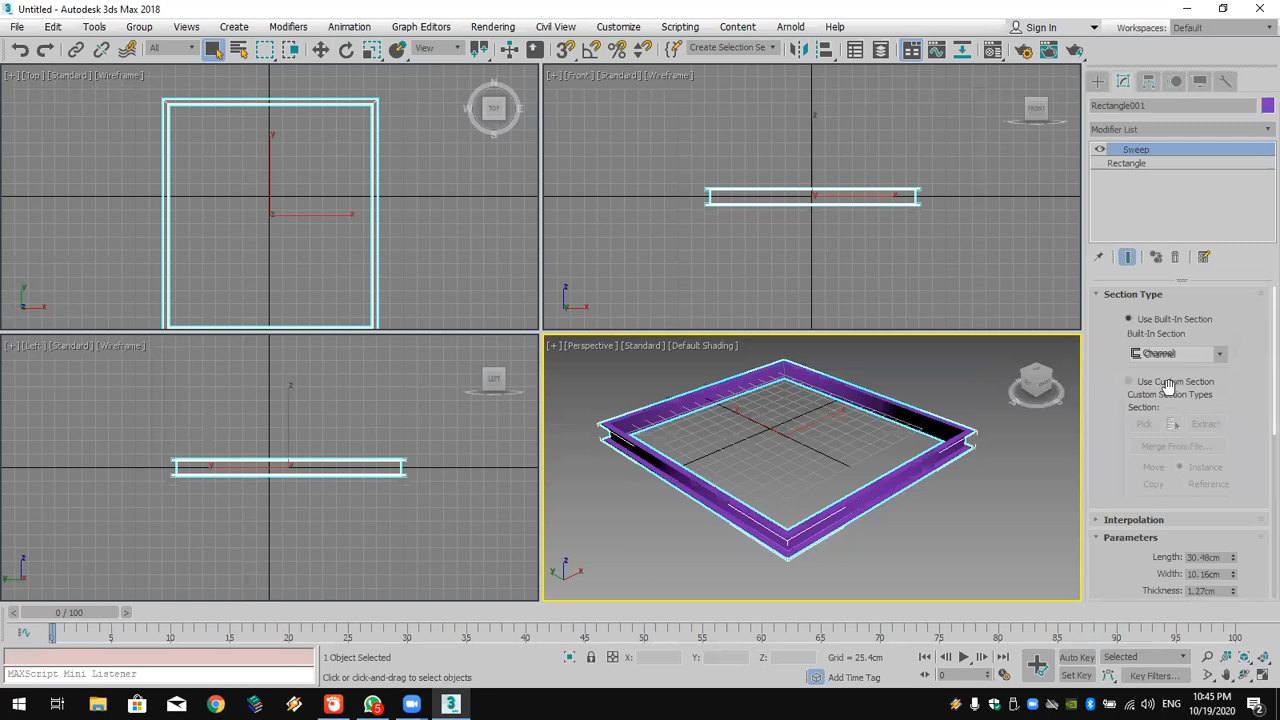 Untitled - Autodesk 3ds Max 2018
File Edit Tools Group Views Create Modifiers Animation Graph Editors Rendering Civil View Customize Scripting Content Arnold Help
Sign In Workspaces: Default
All View Create Selection Se
[+] [Top] [Standard] [Wireframe]
[+] [Front] [Standard] [Wireframe]
N
W E
S
TOP
FRONT
y
x
z
z
y x
y
z x
z
x
Rectangle001
Modifier List
Sweep
Rectangle
Section Type
Use Built-In Section
Built-In Section
Channel
Use Custom Section
Custom Section Types
Section:
Pick Extract
Merge From File...
Move Instance
Copy Reference
Interpolation
Parameters
Length: 30.48cm
Width: 10.16cm
Thickness: 1.27cm
[+] [Left] [Standard] [Wireframe]
[+] [Perspective] [Standard] [Default Shading]
LEFT
z
y
z
y
z
y x
0 / 100
0 5 10 15 20 25 30 35 40 45 50 55 60 65 70 75 80 85 90 95 100
MAXScript Mini Listener
1 Object Selected
Click or click-and-drag to select objects
X: Y: Z: Grid = 25.4cm
Add Time Tag
0
Auto Key Selected
Set Key Key Filters...
5
3
ENG
10:45 PM
10/19/2020
2